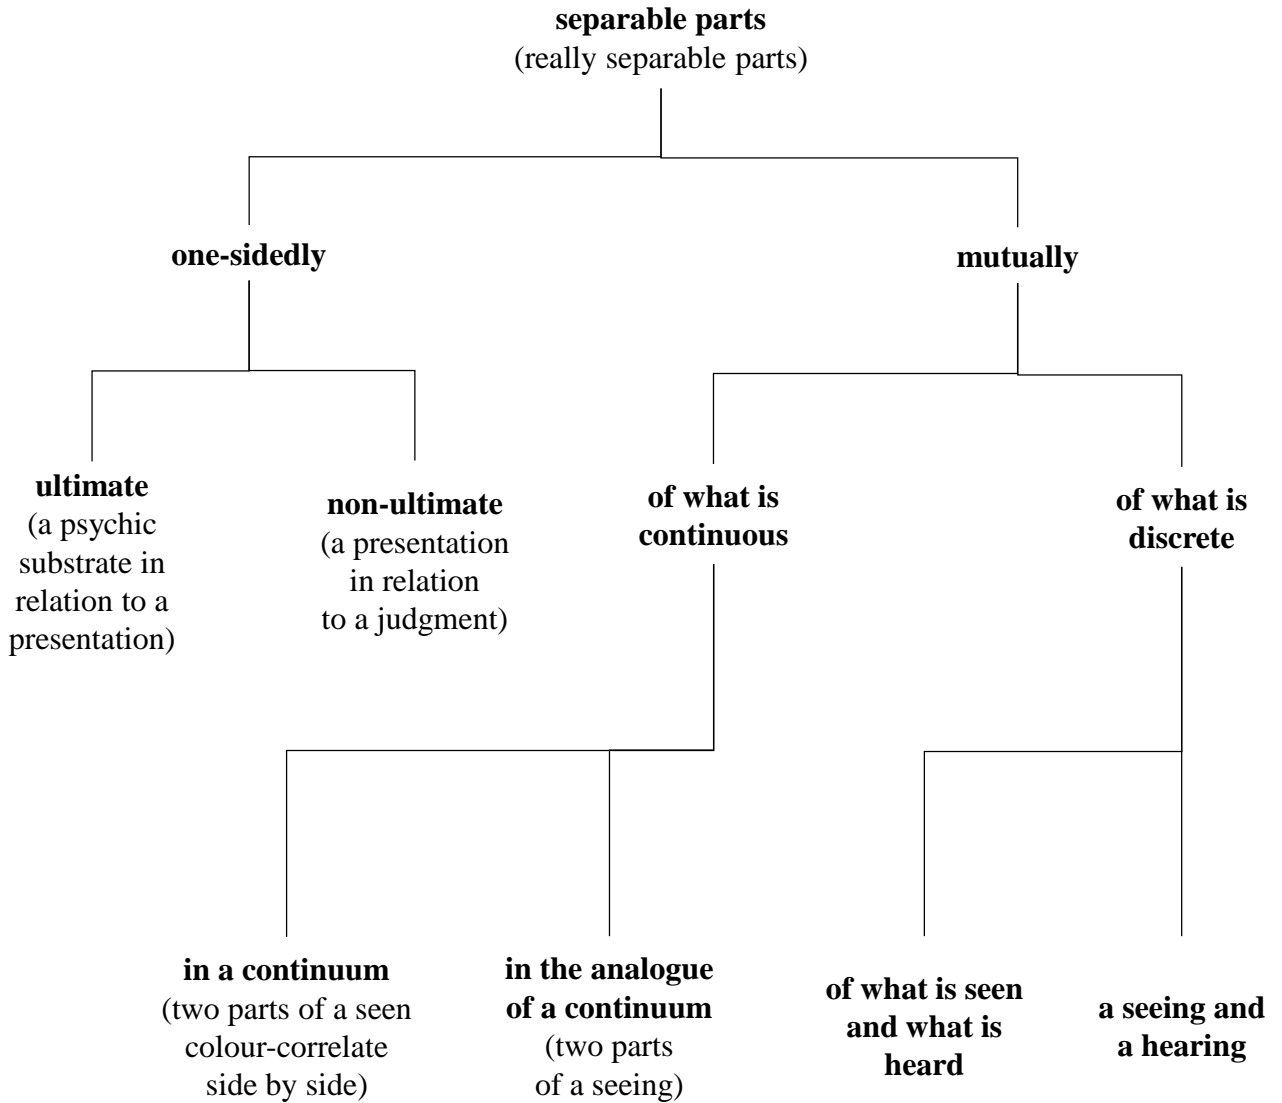 separable parts
(really separable parts)
one-sidedly
mutually
ultimate
(a psychic
substrate in
relation to a
presentation)
non-ultimate
(a presentation
in relation
to a judgment)
of what is
continuous
of what is
discrete
in a continuum
(two parts of a seen
colour-correlate
side by side)
in the analogue
of a continuum
(two parts
of a seeing)
of what is seen
and what is
heard
a seeing and
a hearing